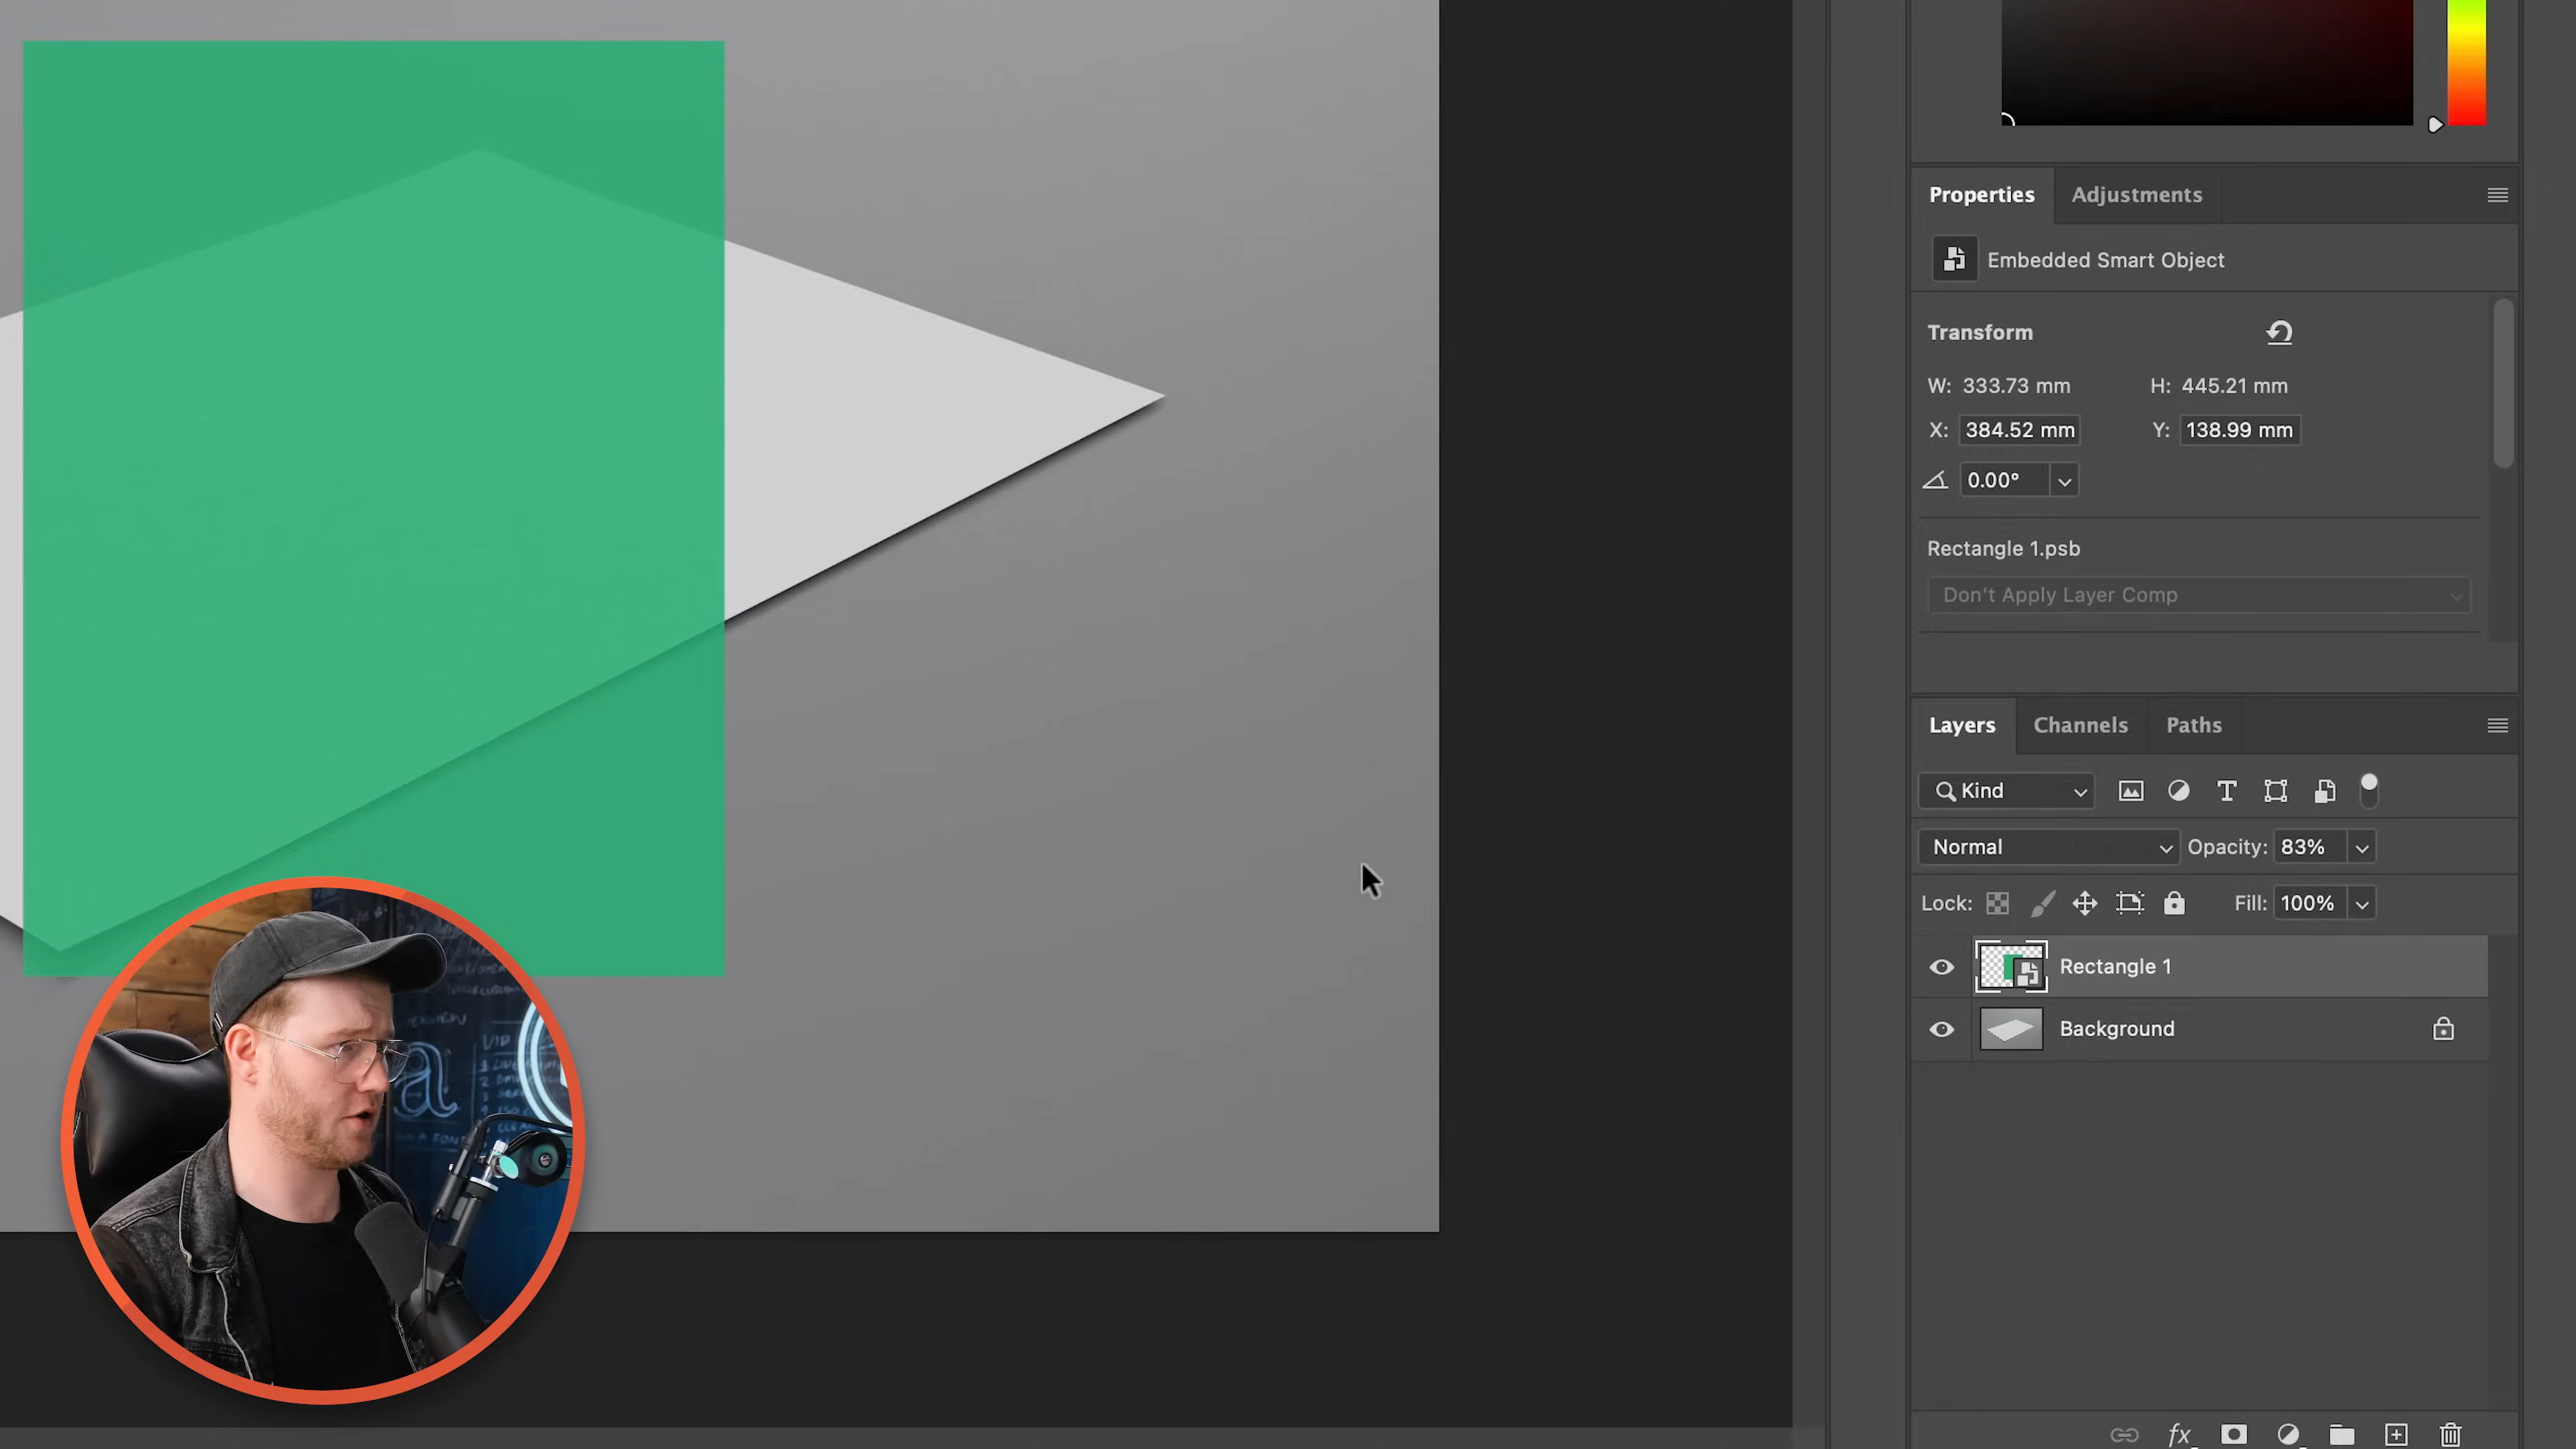 Properties Adjustments
Embedded Smart Object
Transform
W: 333.73 mm H: 445.21 mm
X: 384.52 mm Y: 138.99 mm
0.00°
Rectangle 1.psb
Don't Apply Layer Comp
Layers Channels Paths
Kind
Normal Opacity: 83%
Lock: Fill: 100%
Rectangle 1
Background
fx
a
VID